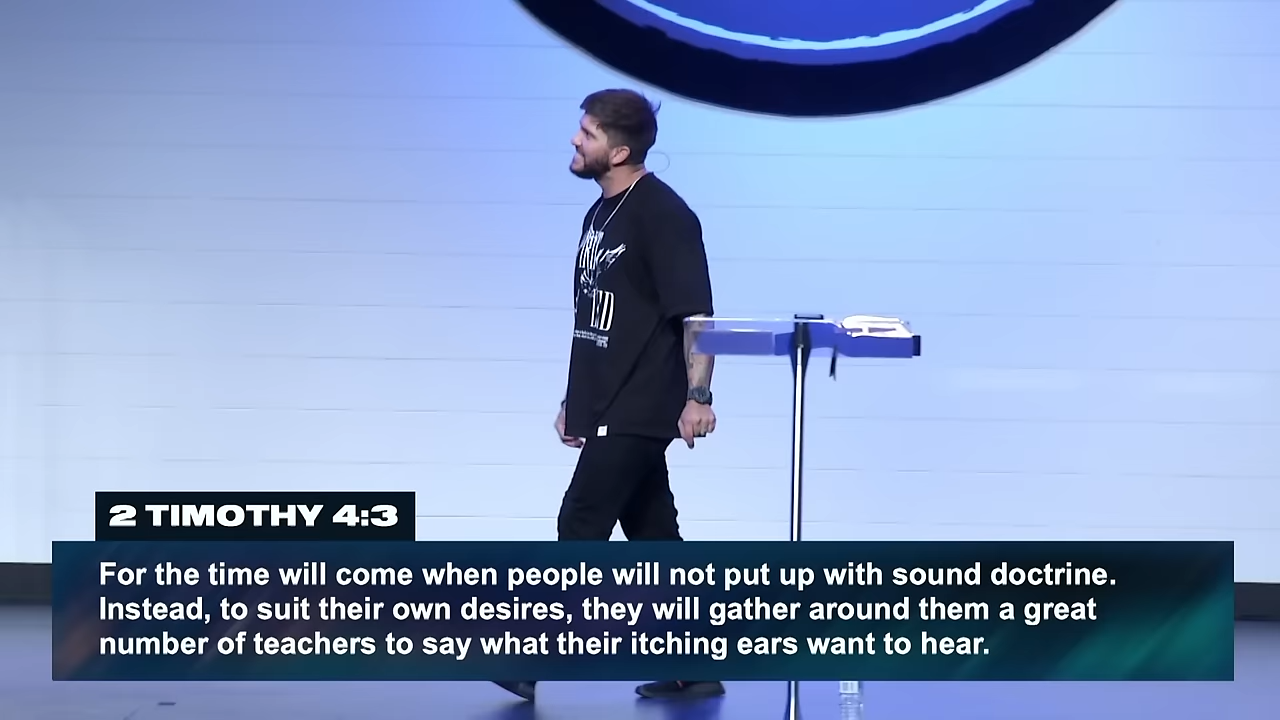 2 TIMOTHY 4:3
For the time will come when people will not put up with sound doctrine.
Instead, to suit their own desires, they will gather around them a great
number of teachers to say what their itching ears want to hear.